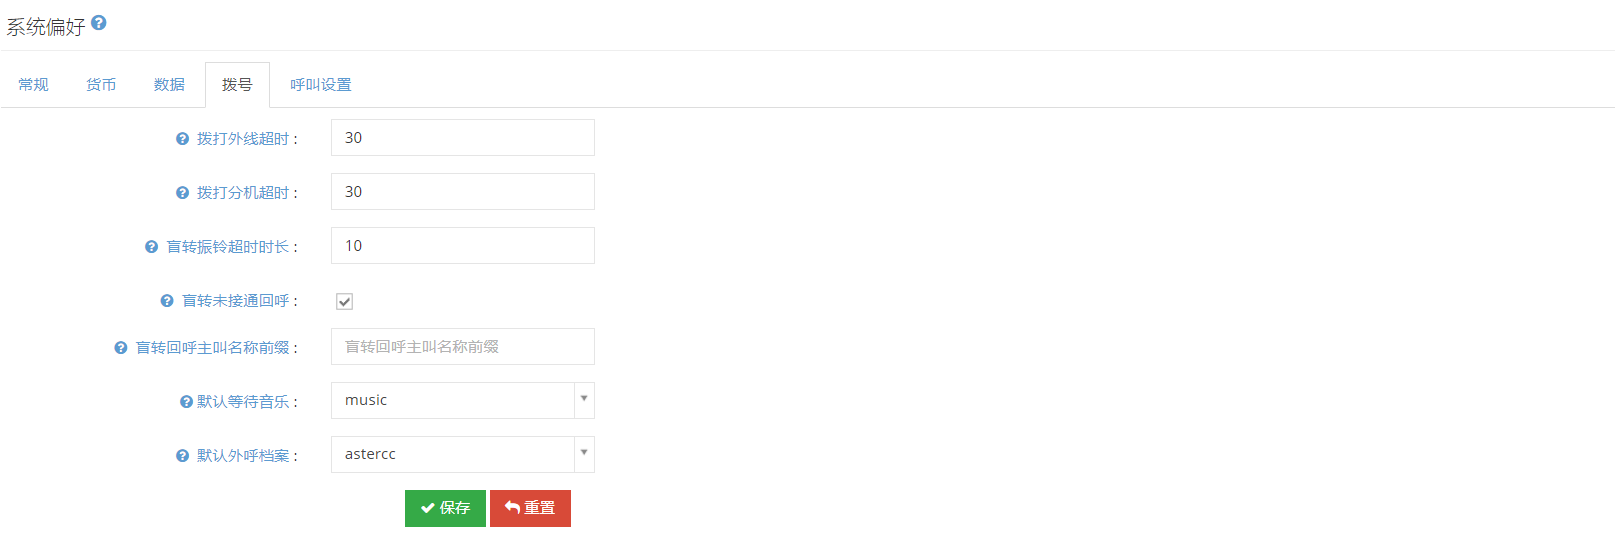 系统偏好
常规 货币 数据 拨号 呼叫设置
拨打外线超时 : 30
拨打分机超时 : 30
盲转振铃超时时长 : 10
盲转未接通回呼 :
盲转回呼主叫名称前缀 : 盲转回呼主叫名称前缀
默认等待音乐 : music
默认外呼档案 : astercc
保存 重置